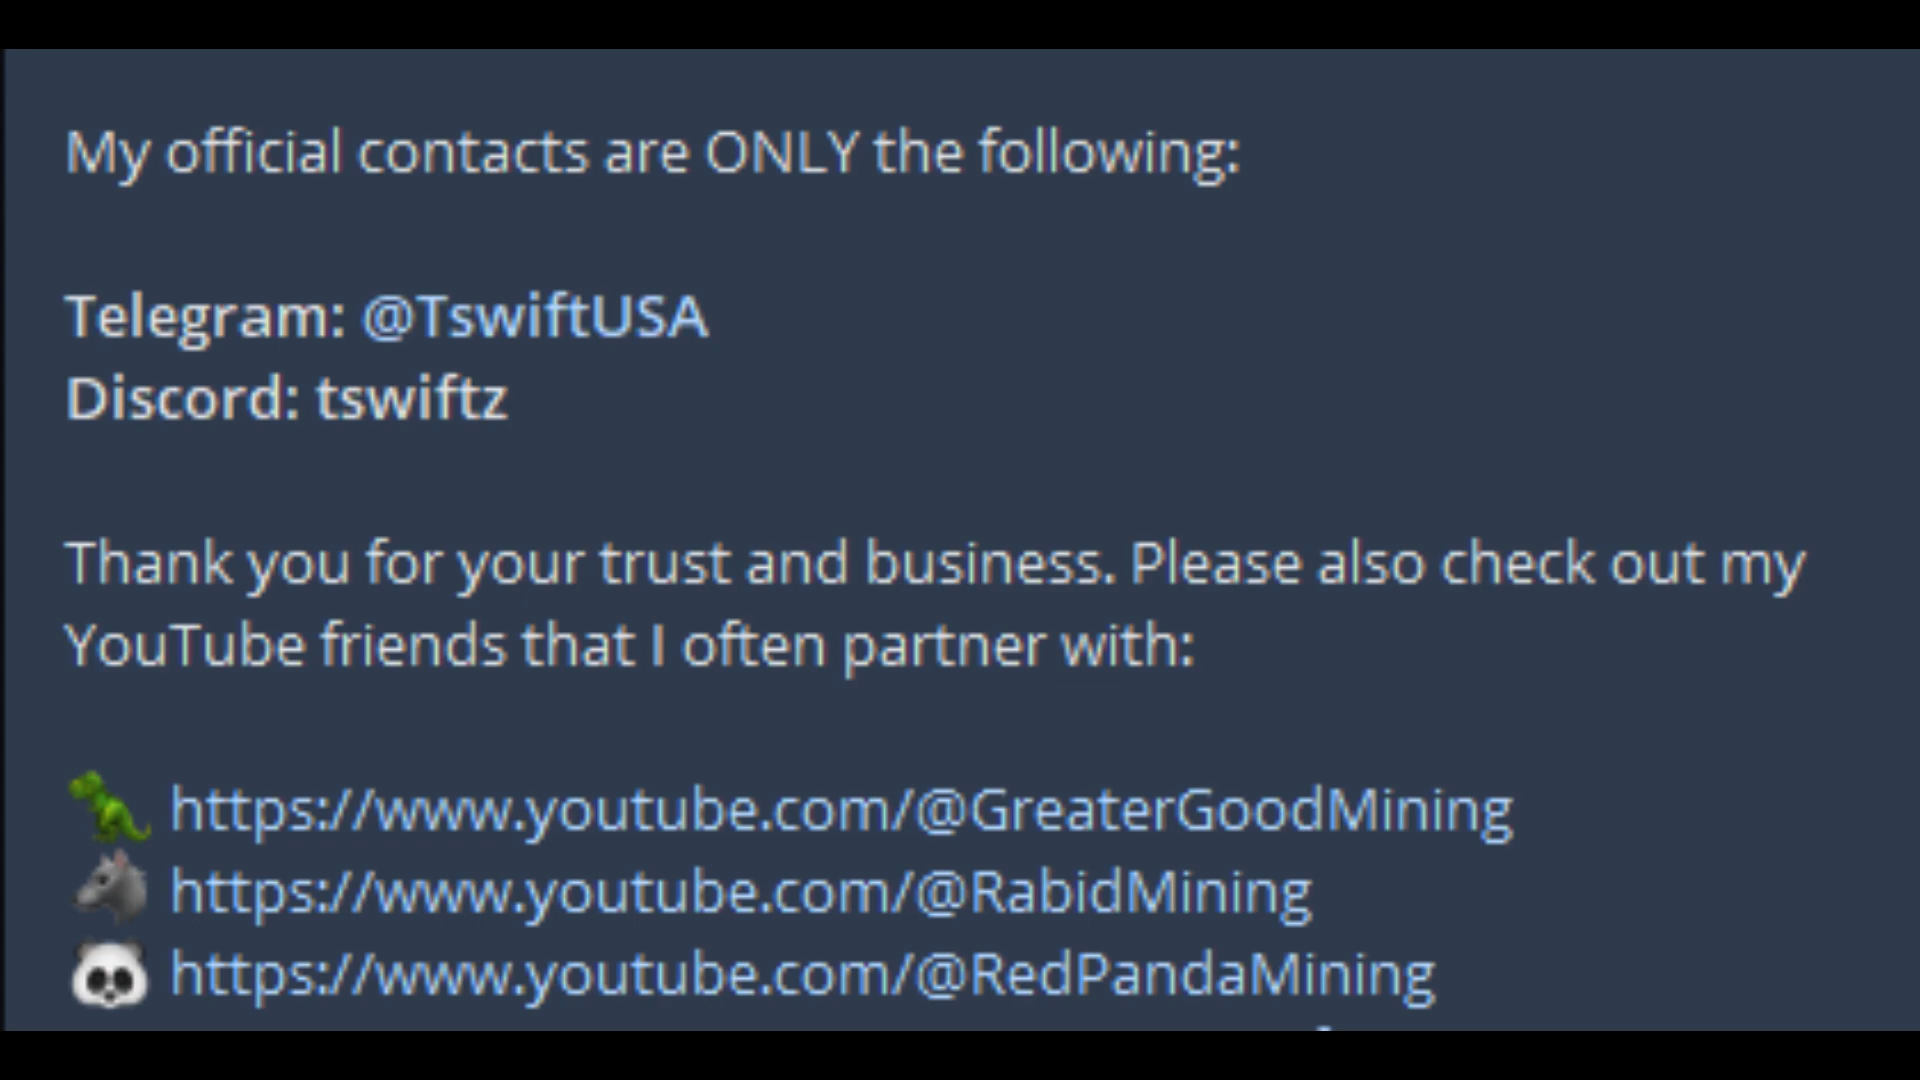 My official contacts are ONLY the following:
Telegram: @TswiftUSA
Discord: tswiftz
Thank you for your trust and business. Please also check out my
YouTube friends that I often partner with:
🦖 https://www.youtube.com/@GreaterGoodMining
🐺 https://www.youtube.com/@RabidMining
🐼 https://www.youtube.com/@RedPandaMining